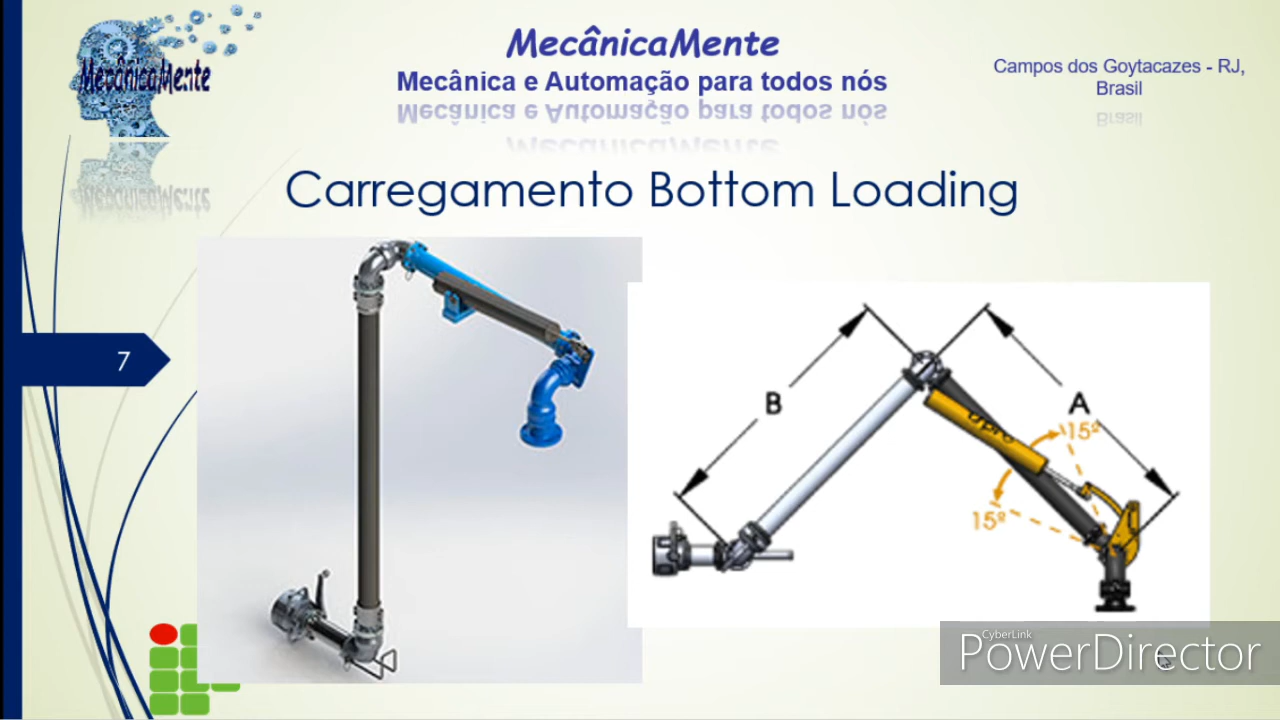 MecânicaMente
MecânicaMente
Mecânica e Automação para todos nós
Campos dos Goytacazes - RJ,
Brasil
Carregamento Bottom Loading
7
B
A
15º
15º
CyberLink
PowerDirector